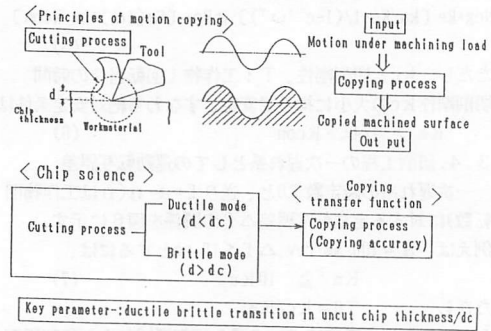 <Principles of motion copying>
Cutting process
Tool
d
Chip
thickness
Workmaterial
Input
Motion under machining load
Copying process
Copied machined surface
Out put
<Chip science>
Cutting process
Ductile mode
(d<dc)
Brittle mode
(d>dc)
Copying
transfer function
Copying process
(Copying accuracy)
Key parameter-:ductile brittle transition in uncut chip thickness/dc